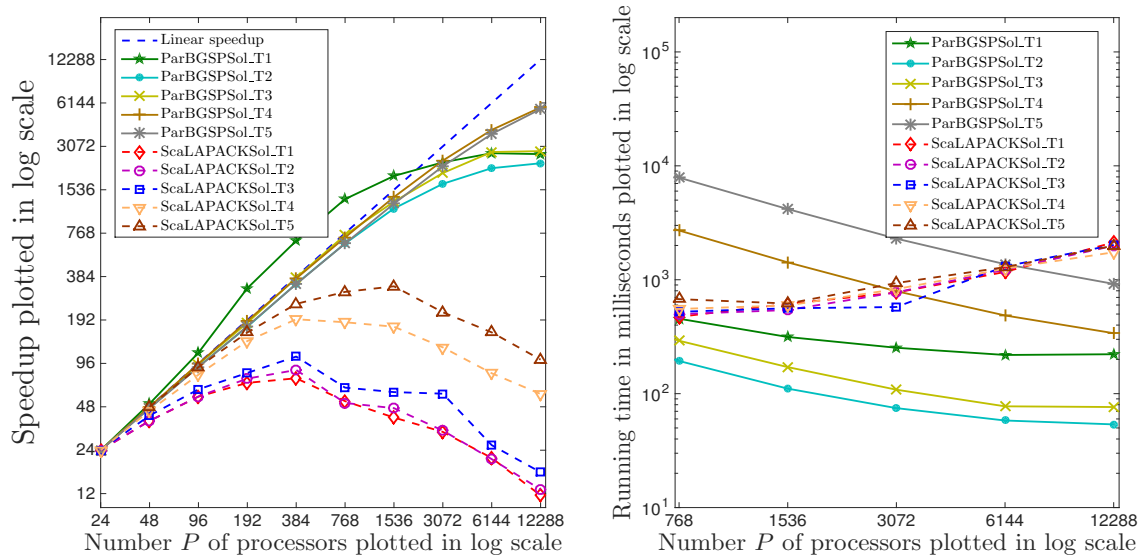 Speedup plotted in log scale
12288
6144
3072
1536
768
384
192
96
48
24
12
Linear speedup
ParBGSPSol_T1
ParBGSPSol_T2
ParBGSPSol_T3
ParBGSPSol_T4
ParBGSPSol_T5
ScaLAPACKSol_T1
ScaLAPACKSol_T2
ScaLAPACKSol_T3
ScaLAPACKSol_T4
ScaLAPACKSol_T5
24 48 96 192 384 768 1536 3072 6144 12288
Number P of processors plotted in log scale
Running time in milliseconds plotted in log scale
10^5
10^4
10^3
10^2
10^1
ParBGSPSol_T1
ParBGSPSol_T2
ParBGSPSol_T3
ParBGSPSol_T4
ParBGSPSol_T5
ScaLAPACKSol_T1
ScaLAPACKSol_T2
ScaLAPACKSol_T3
ScaLAPACKSol_T4
ScaLAPACKSol_T5
768 1536 3072 6144 12288
Number P of processors plotted in log scale